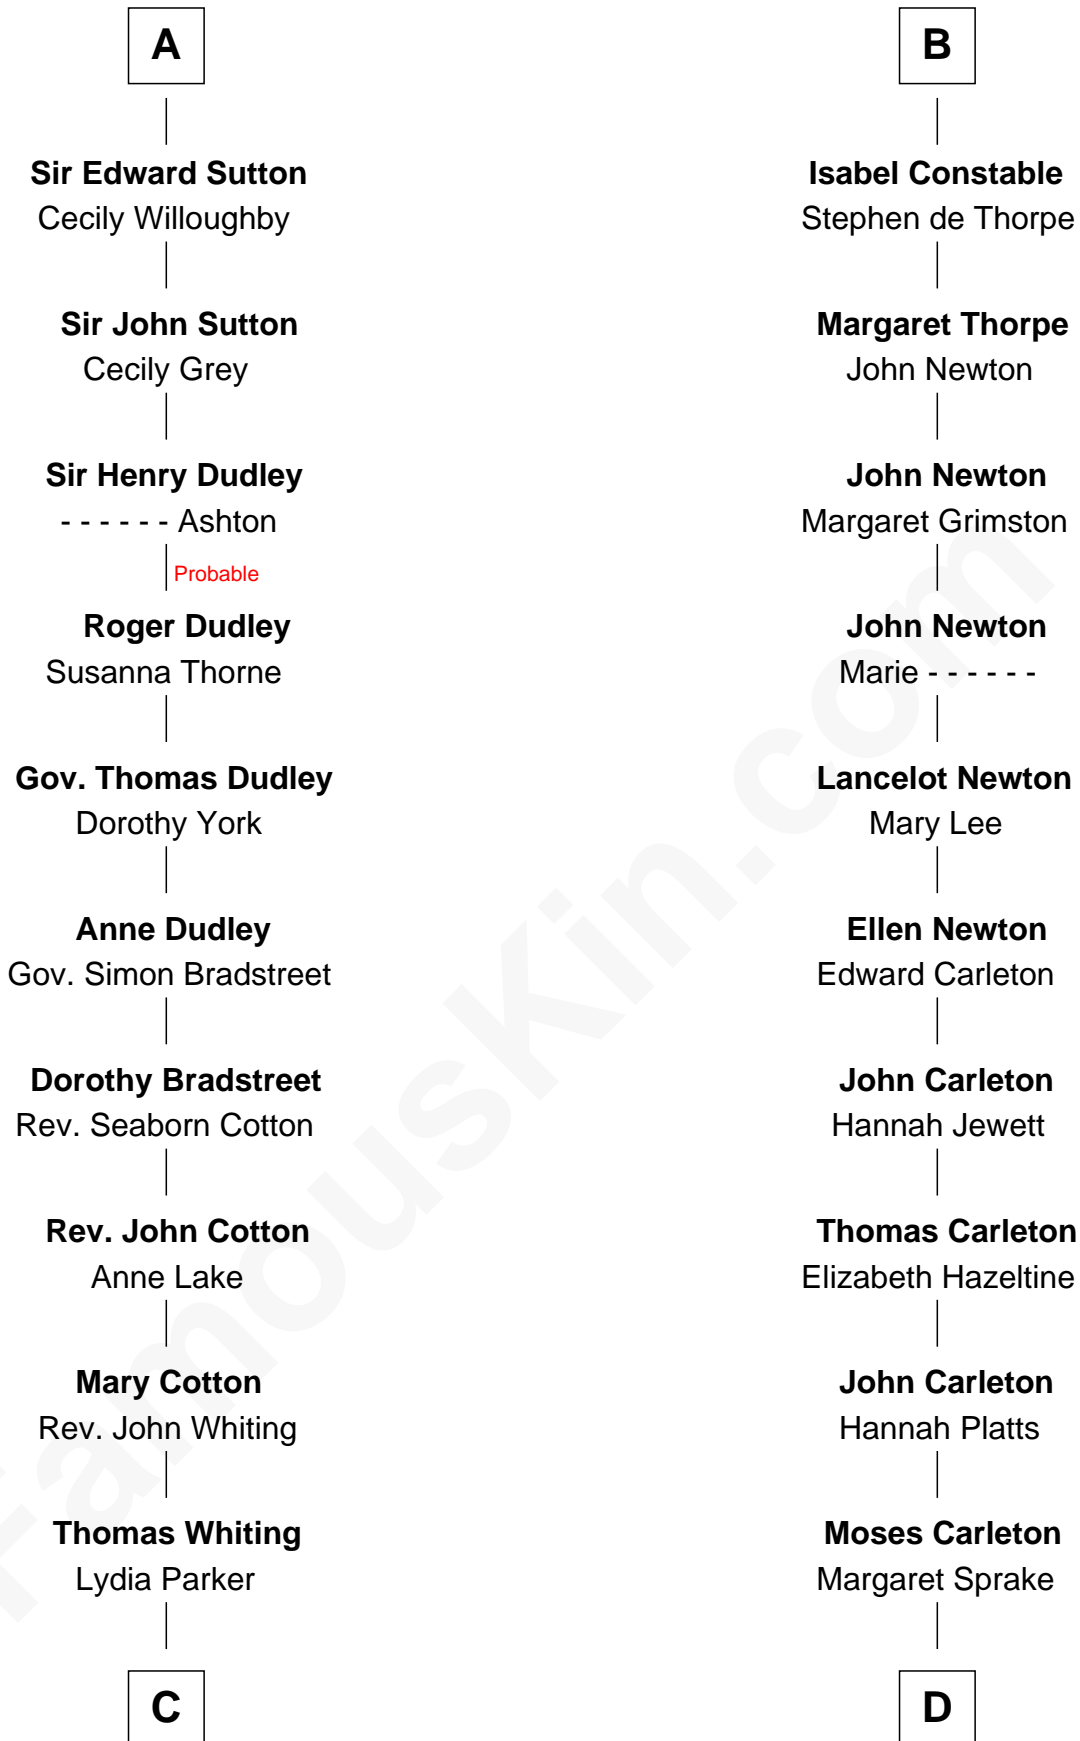 A
Sir Edward Sutton
Cecily Willoughby
Sir John Sutton
Cecily Grey
Sir Henry Dudley
- - - - - - Ashton
Probable
Roger Dudley
Susanna Thorne
Gov. Thomas Dudley
Dorothy York
Anne Dudley
Gov. Simon Bradstreet
Dorothy Bradstreet
Rev. Seaborn Cotton
Rev. John Cotton
Anne Lake
Mary Cotton
Rev. John Whiting
Thomas Whiting
Lydia Parker
C
B
Isabel Constable
Stephen de Thorpe
Margaret Thorpe
John Newton
John Newton
Margaret Grimston
John Newton
Marie - - - - - -
Lancelot Newton
Mary Lee
Ellen Newton
Edward Carleton
John Carleton
Hannah Jewett
Thomas Carleton
Elizabeth Hazeltine
John Carleton
Hannah Platts
Moses Carleton
Margaret Sprake
D
FamousKin.com